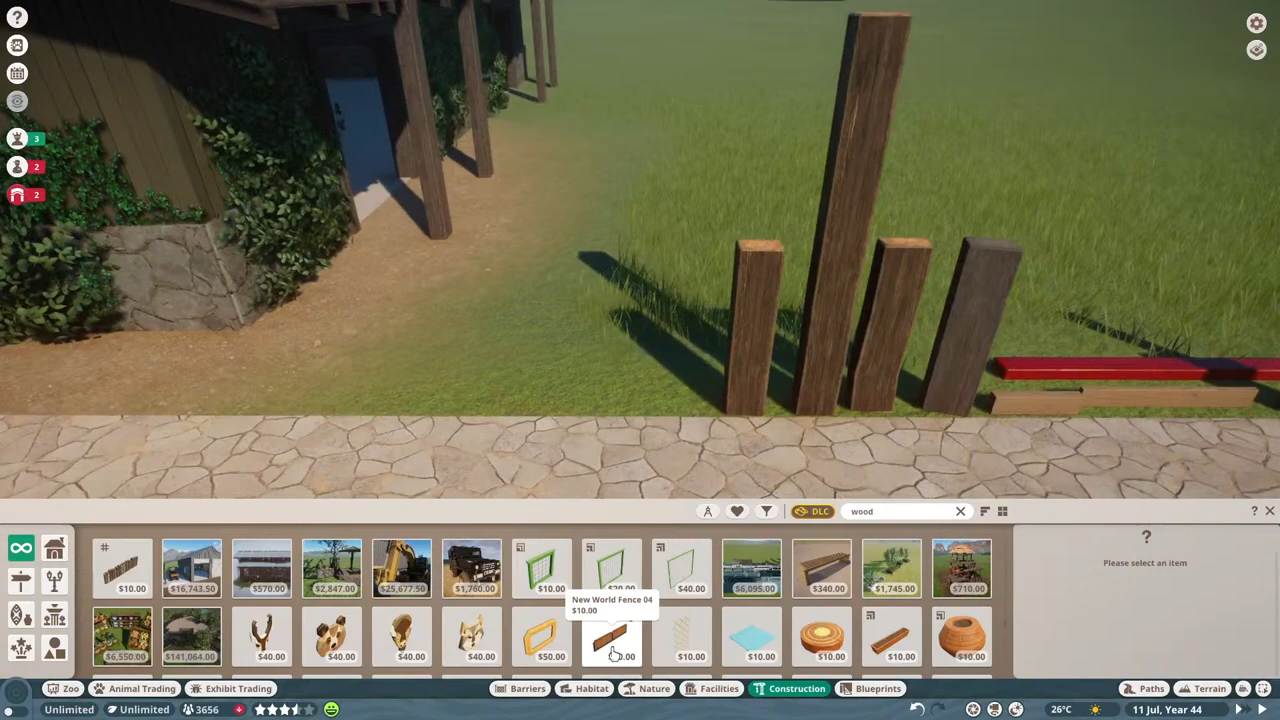 ?
3
2
2
DLC
wood
?
$10.00
$16,743.50
$570.00
$2,847.00
$25,677.50
$1,760.00
$10.00
$40.00
$6,095.00
$340.00
$1,745.00
$710.00
?
Please select an item
New World Fence 04
$10.00
$6,550.00
$141,064.00
$40.00
$40.00
$40.00
$40.00
$50.00
$10.00
$10.00
$10.00
$10.00
$10.00
Zoo
Animal Trading
Exhibit Trading
Barriers
Habitat
Nature
Facilities
Construction
Blueprints
Paths
Terrain
Unlimited
Unlimited
3656
26°C
11 Jul, Year 44